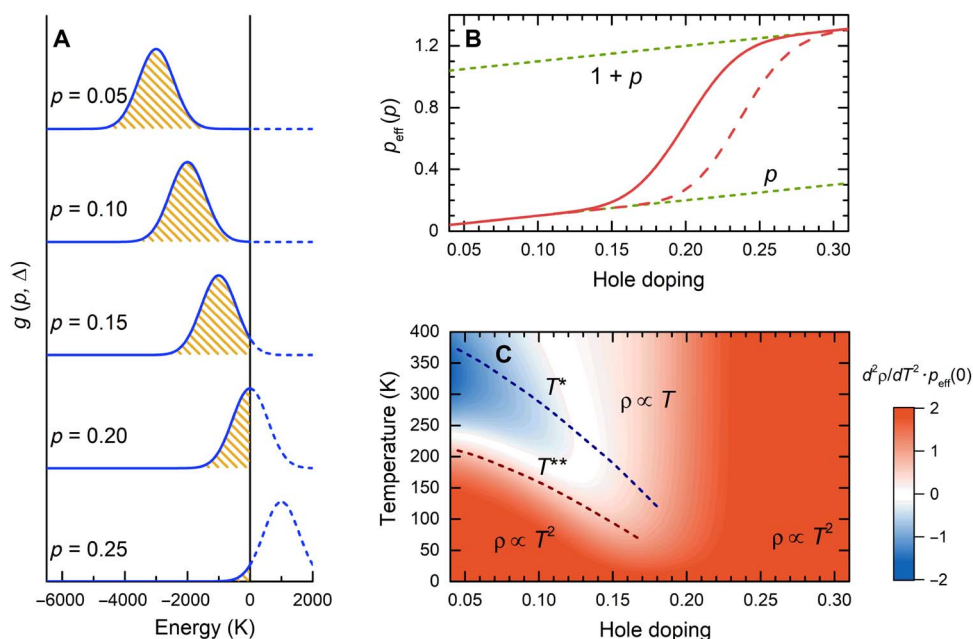 A
p = 0.05
p = 0.10
p = 0.15
p = 0.20
p = 0.25
g (p, Δ)
−6000 −4000 −2000 0 2000
Energy (K)
B
1.2
0.8
0.4
0
p_eff (p)
1 + p
p
0.05 0.10 0.15 0.20 0.25 0.30
Hole doping
C
400
350
300
250
200
150
100
50
0
Temperature (K)
T*
T**
ρ ∝ T
ρ ∝ T²
ρ ∝ T²
0.05 0.10 0.15 0.20 0.25 0.30
Hole doping
d²ρ/dT² · p_eff(0)
2
1
0
−1
−2